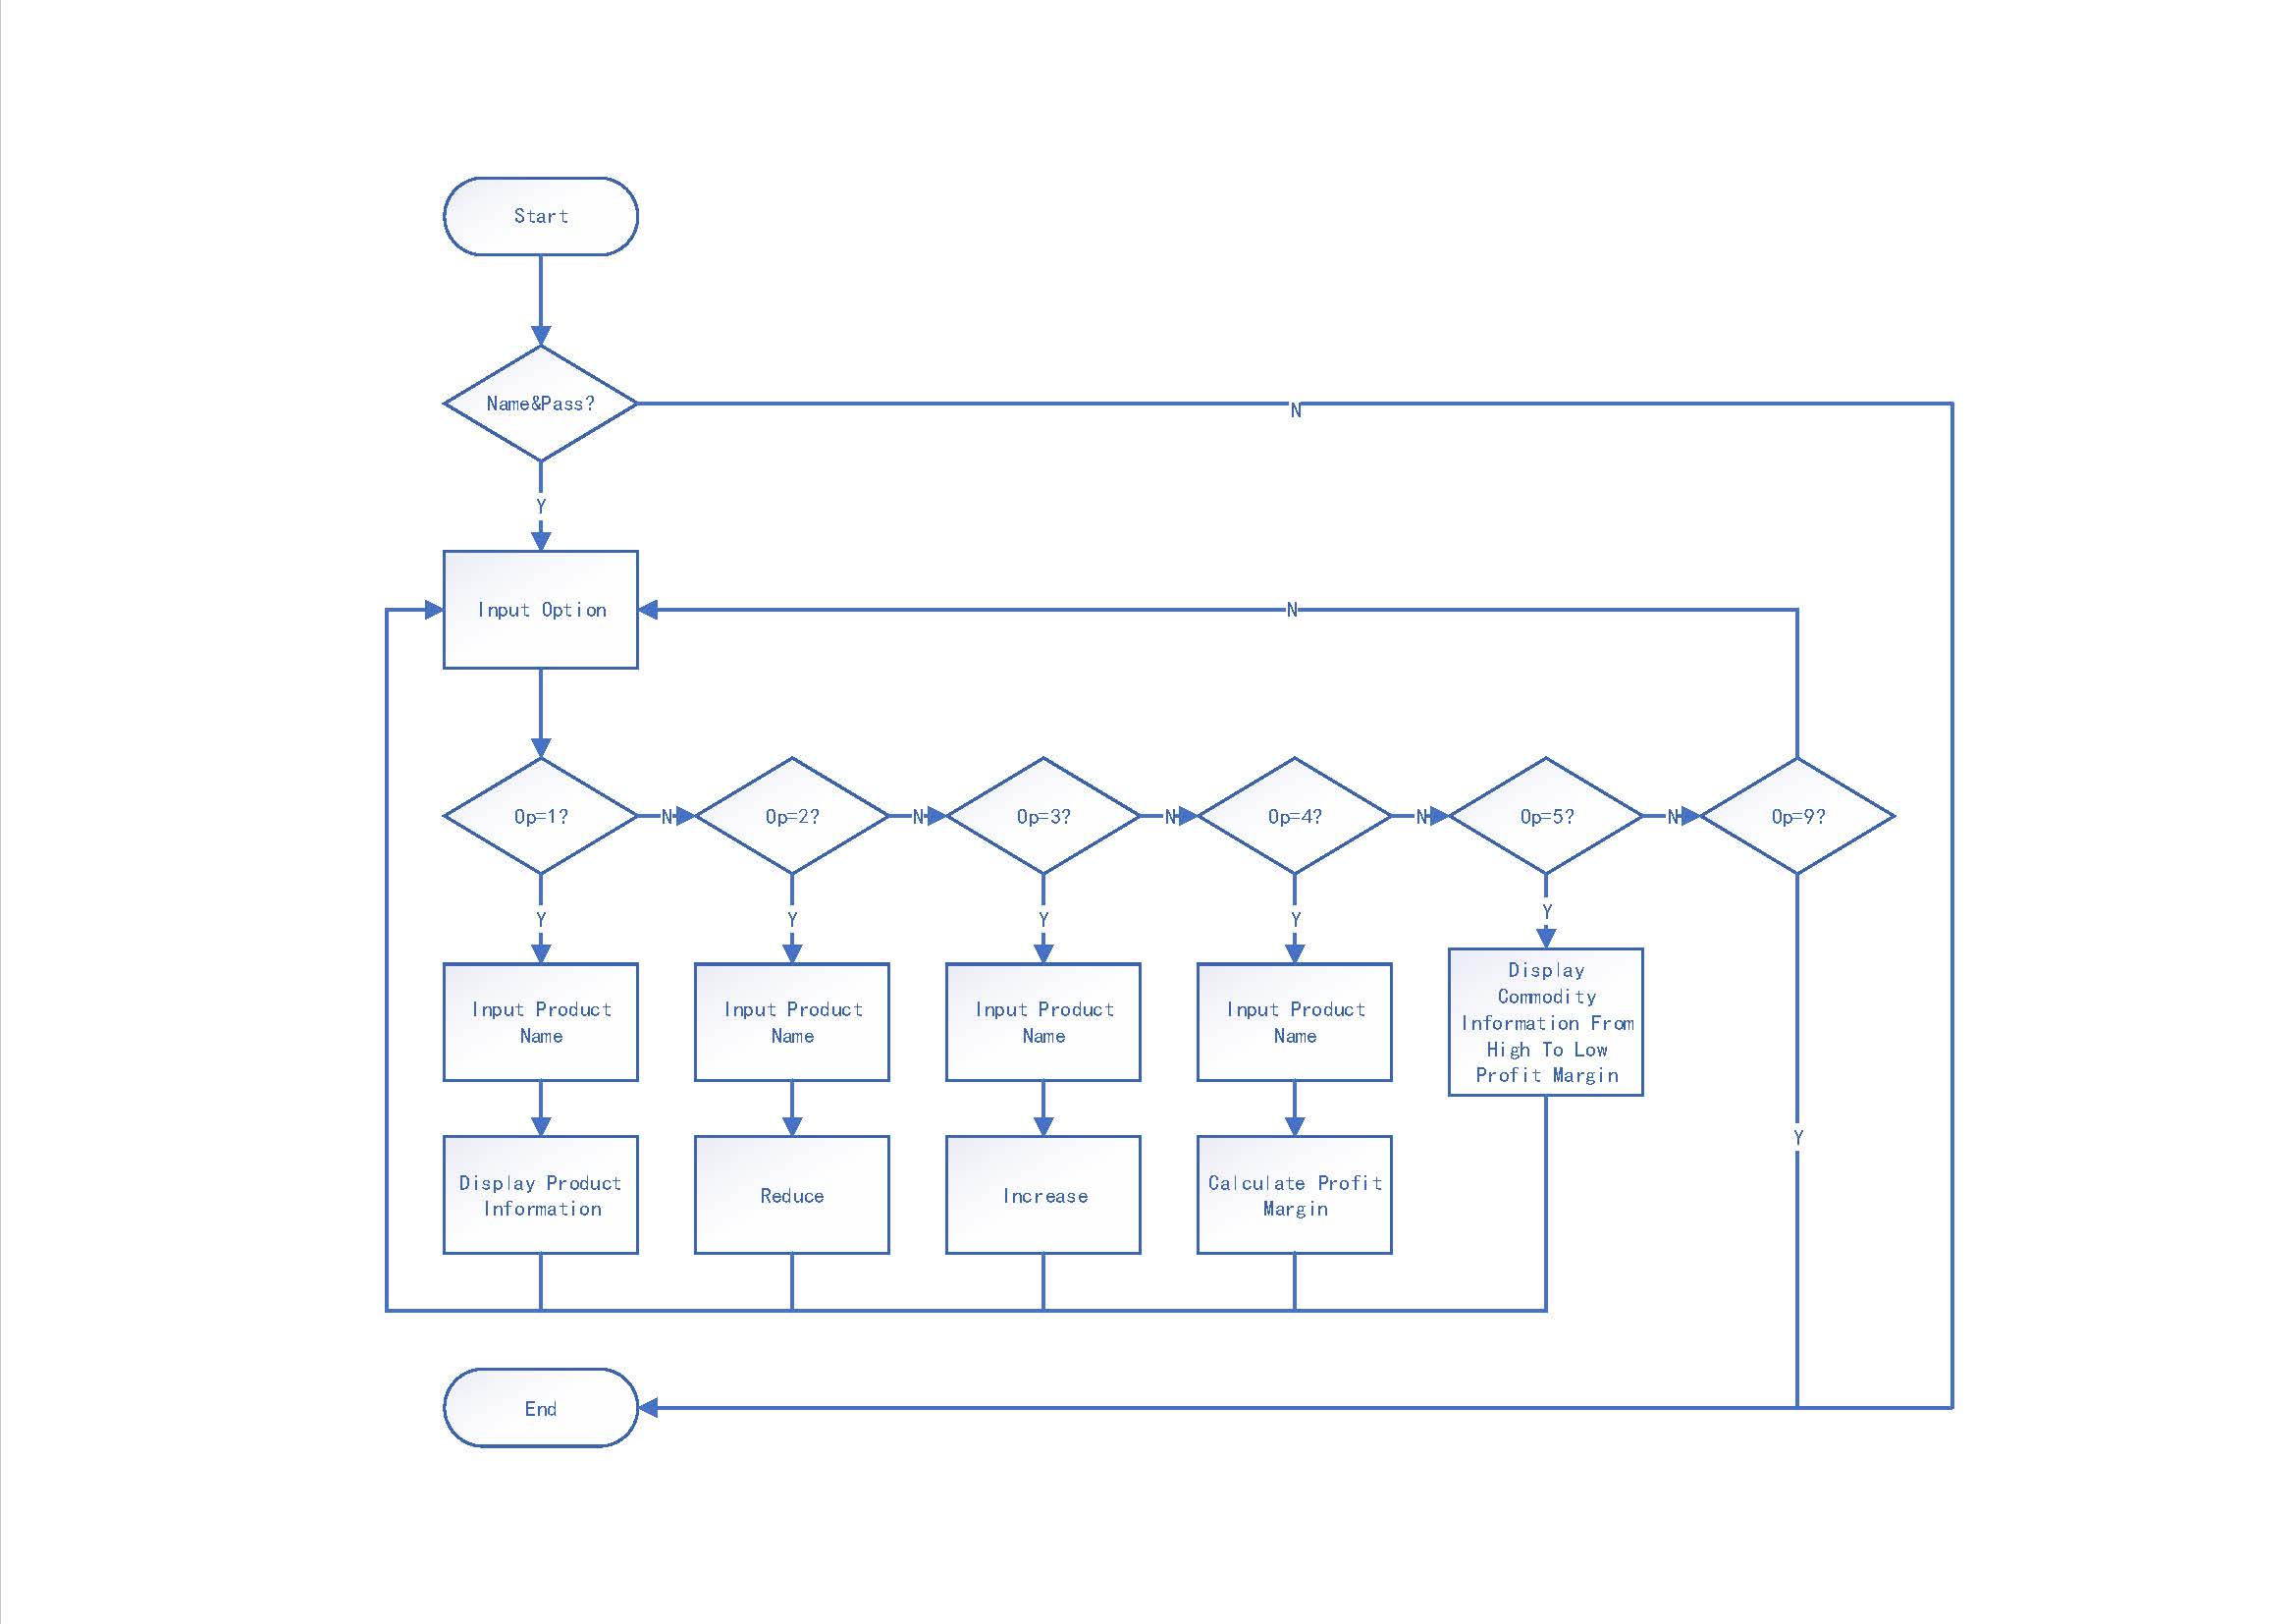 Start
Name&Pass?
N
Y
Input Option
N
Op=1?
N
Op=2?
N
Op=3?
N
Op=4?
N
Op=5?
N
Op=9?
Y
Y
Y
Y
Y
Input Product
Name
Input Product
Name
Input Product
Name
Input Product
Name
Display
Commodity
Information From
High To Low
Profit Margin
Y
Display Product
Information
Reduce
Increase
Calculate Profit
Margin
End